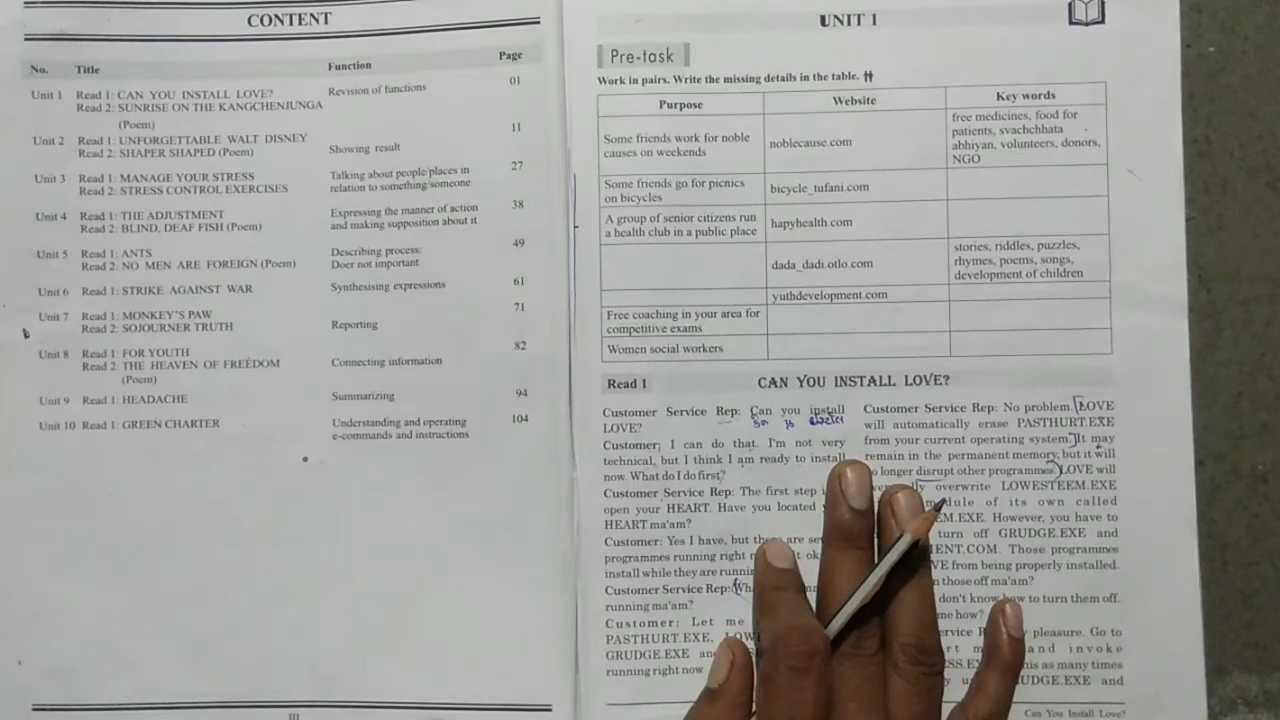 CONTENT
No. Title Function Page
Unit 1 Read 1: CAN YOU INSTALL LOVE? Revision of functions 01
Read 2: SUNRISE ON THE KANGCHENJUNGA
(Poem)
Unit 2 Read 1: UNFORGETTABLE WALT DISNEY 11
Read 2: SHAPER SHAPED (Poem) Showing result
Unit 3 Read 1: MANAGE YOUR STRESS Talking about people/places in 27
Read 2: STRESS CONTROL EXERCISES relation to something/someone
Unit 4 Read 1: THE ADJUSTMENT Expressing the manner of action 38
Read 2: BLIND, DEAF FISH (Poem) and making supposition about it
Unit 5 Read 1: ANTS Describing process: 49
Read 2: NO MEN ARE FOREIGN (Poem) Doer not important
Unit 6 Read 1: STRIKE AGAINST WAR Synthesising expressions 61
Unit 7 Read 1: MONKEY'S PAW 71
Read 2: SOJOURNER TRUTH Reporting
Unit 8 Read 1: FOR YOUTH 82
Read 2: THE HEAVEN OF FREEDOM Connecting information
(Poem)
Unit 9 Read 1: HEADACHE Summarizing 94
Unit 10 Read 1: GREEN CHARTER Understanding and operating 104
e-commands and instructions
III
UNIT 1
Pre-task
Work in pairs. Write the missing details in the table.
Purpose Website Key words
Some friends work for noble
causes on weekends
noblecause.com
free medicines, food for
patients, svachchhata
abhiyan, volunteers, donors,
NGO
Some friends go for picnics
on bicycles
bicycle_tufani.com
A group of senior citizens run
a health club in a public place
hapyhealth.com
dada_dadi.otlo.com
stories, riddles, puzzles,
rhymes, poems, songs,
development of children
yuthdevelopment.com
Free coaching in your area for
competitive exams
Women social workers
Read 1 CAN YOU INSTALL LOVE?
Customer Service Rep: Can you install
LOVE?
Customer: I can do that. I'm not very
technical, but I think I am ready to install
now. What do I do first?
Customer Service Rep: The first step
open your HEART. Have you located
HEART ma'am?
Customer: Yes I have, but there are
programmes running right
install while they are
Customer Service Rep:
running ma'am?
Customer: Let me
PASTHURT.EXE,
GRUDGE.EXE
running right now.
Customer Service Rep: No problem. LOVE
will automatically erase PASTHURT.EXE
from your current operating system. It may
remain in the permanent memory, but it will
longer disrupt other programmes. LOVE will
overwrite LOWESTEEM.EXE
of its own called
However, you have to
turn off GRUDGE.EXE and
Those programmes
from being properly installed.
those off ma'am?
don't know how to turn them off.
me how?
pleasure. Go to
and invoke
as many times
and
Can You Install Love?